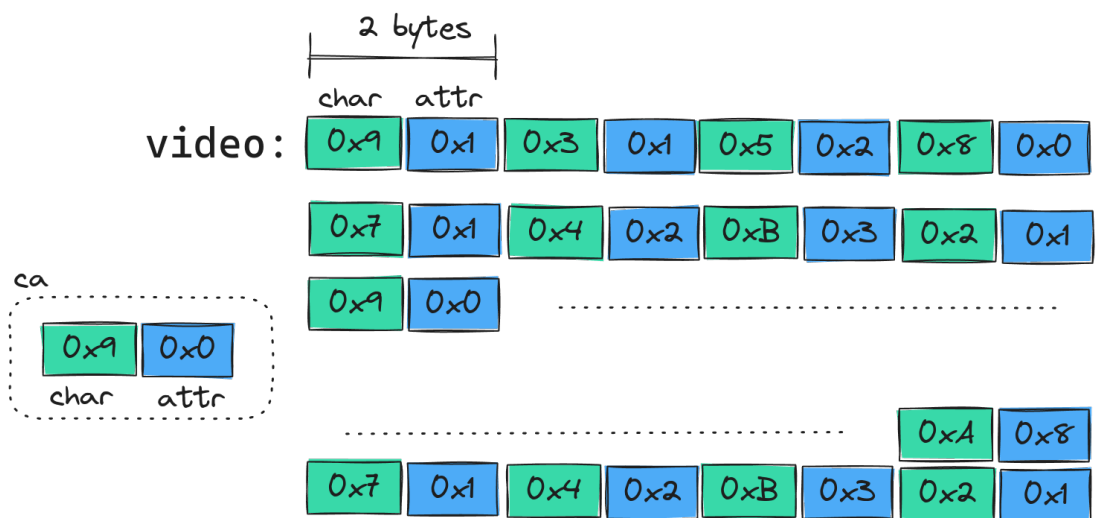 2 bytes
char attr
video: 0x9 0x1 0x3 0x1 0x5 0x2 0x8 0x0
0x7 0x1 0x4 0x2 0xB 0x3 0x2 0x1
0x9 0x0
ca
0x9 0x0
char attr
0xA 0x8
0x7 0x1 0x4 0x2 0xB 0x3 0x2 0x1